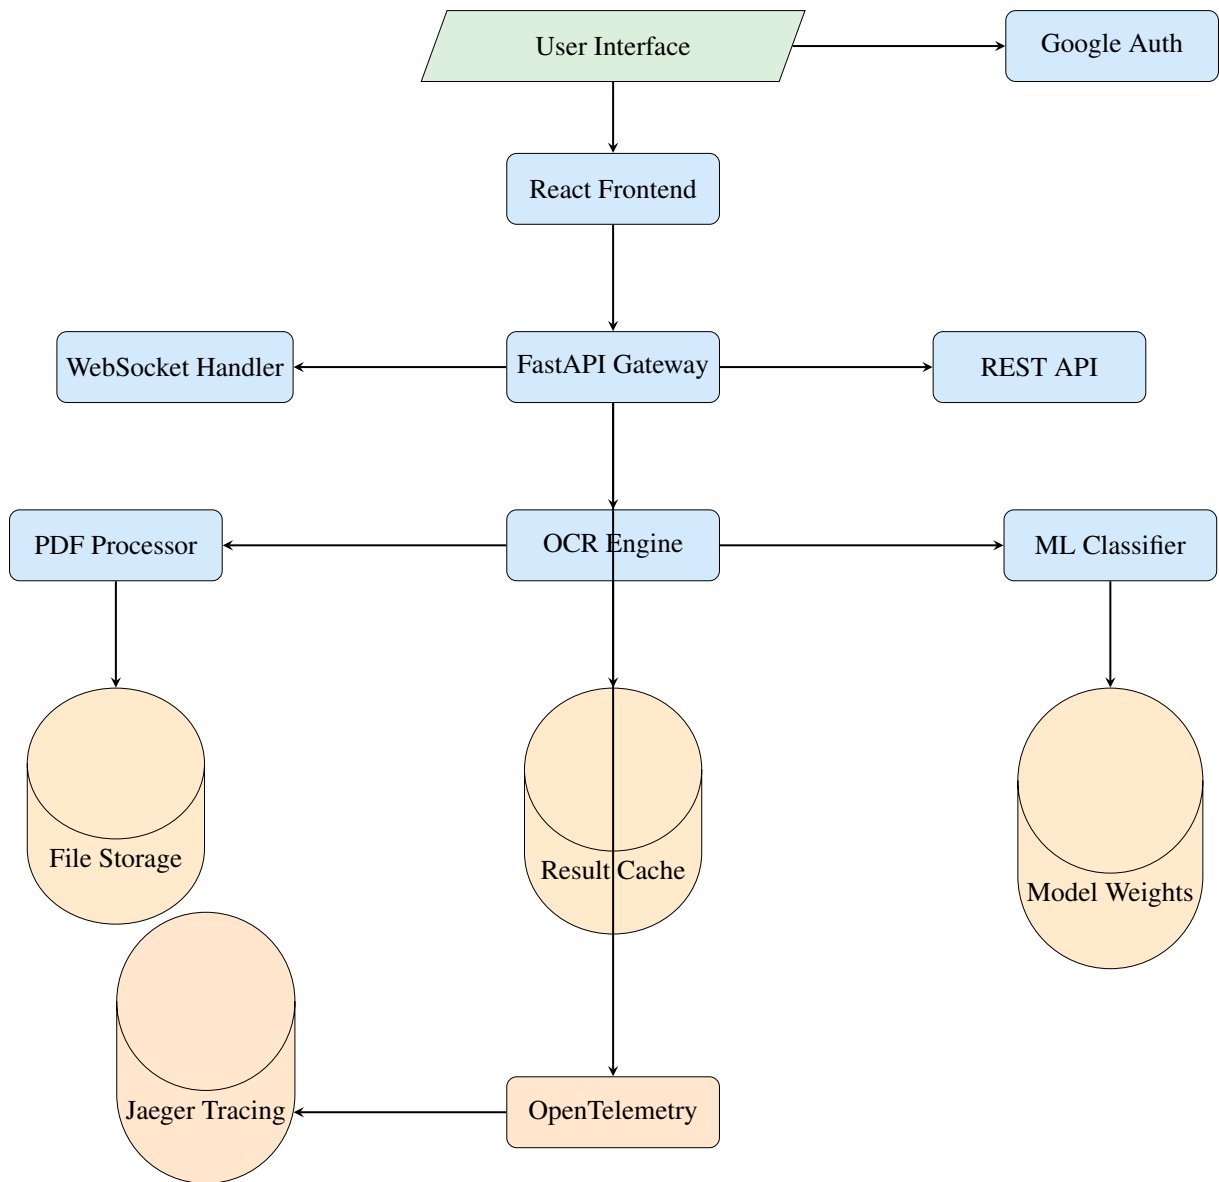 User Interface
Google Auth
React Frontend
WebSocket Handler
FastAPI Gateway
REST API
PDF Processor
OCR Engine
ML Classifier
File Storage
Result Cache
Model Weights
Jaeger Tracing
OpenTelemetry